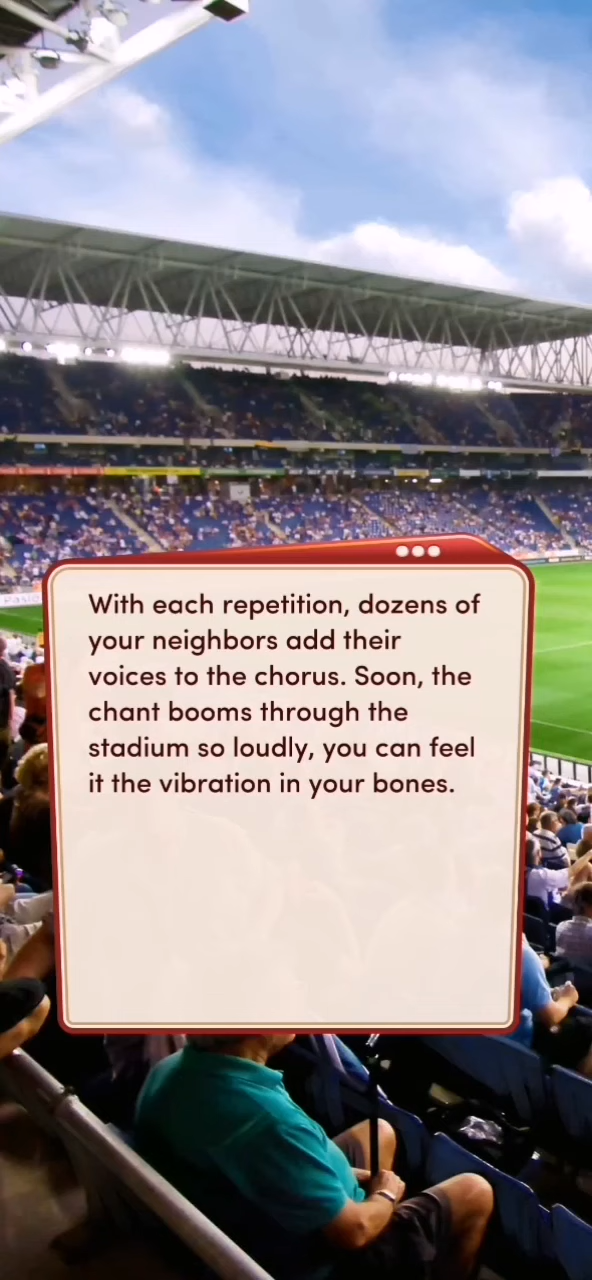 With each repetition, dozens of
your neighbors add their
voices to the chorus. Soon, the
chant booms through the
stadium so loudly, you can feel
it the vibration in your bones.